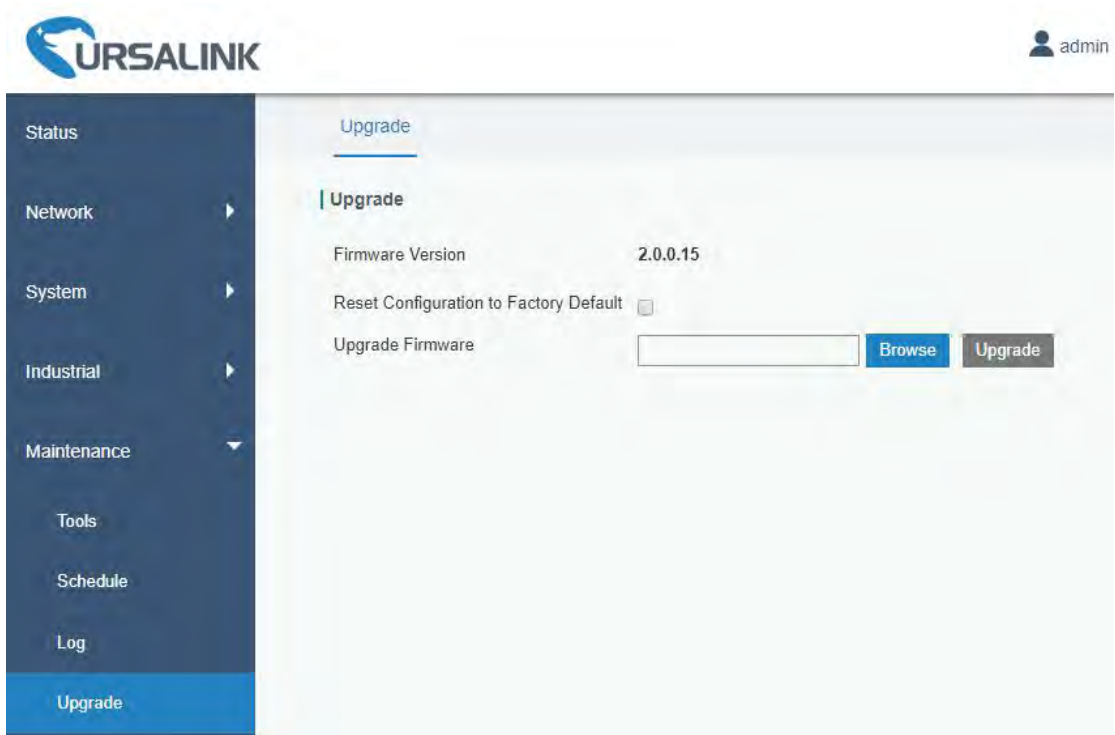 URSALINK
admin
Status
Upgrade
Network
Upgrade
Firmware Version 2.0.0.15
System
Reset Configuration to Factory Default
Upgrade Firmware Browse Upgrade
Industrial
Maintenance
Tools
Schedule
Log
Upgrade